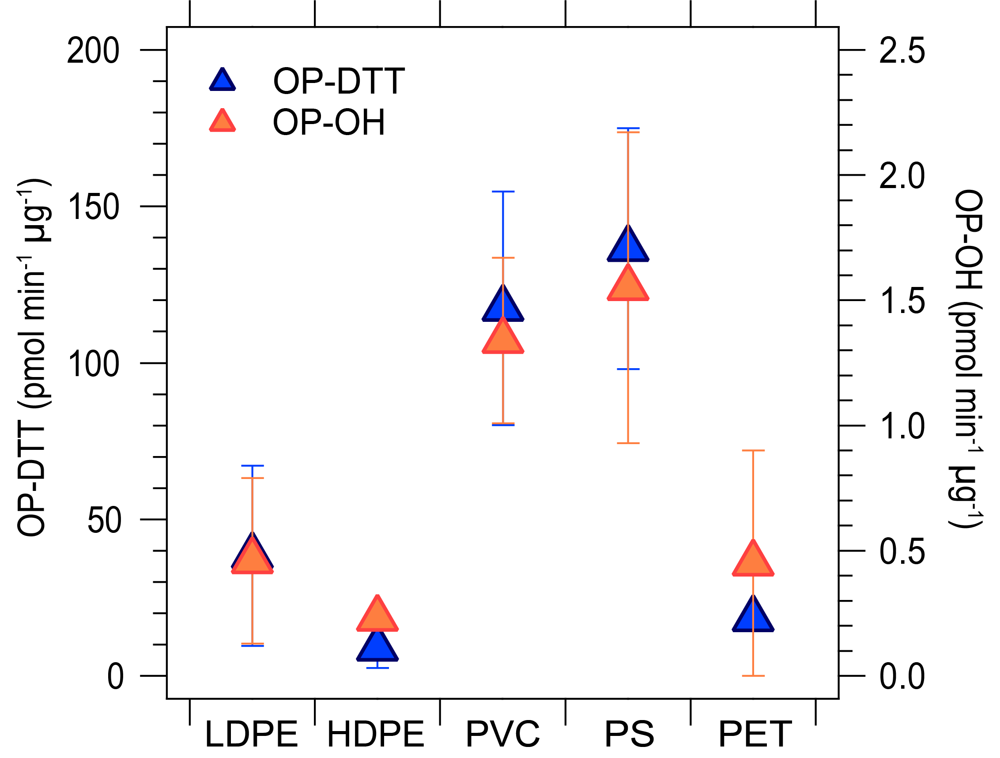 OP-DTT (pmol min⁻¹ µg⁻¹)
200
150
100
50
0
OP-DTT
OP-OH
2.5
2.0
1.5
1.0
0.5
0.0
OP-OH (pmol min⁻¹ µg⁻¹)
LDPE HDPE PVC PS PET